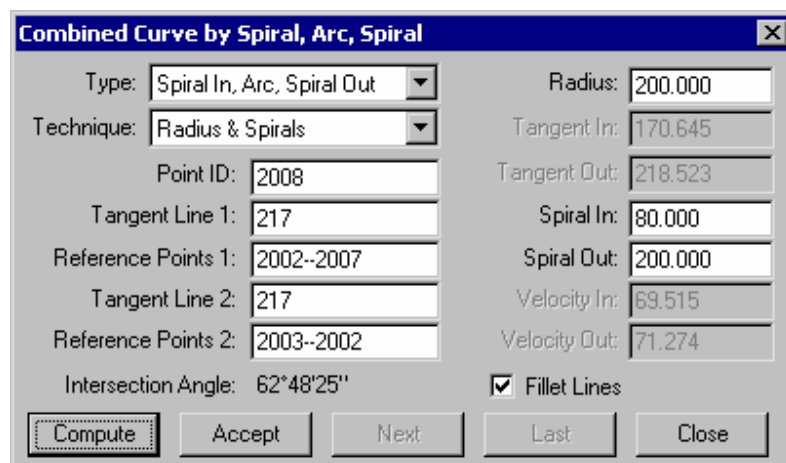 Combined Curve by Spiral, Arc, Spiral
Type: Spiral In, Arc, Spiral Out
Radius: 200.000
Technique: Radius & Spirals
Tangent In: 170.645
Point ID: 2008
Tangent Out: 218.523
Tangent Line 1: 217
Spiral In: 80.000
Reference Points 1: 2002--2007
Spiral Out: 200.000
Tangent Line 2: 217
Velocity In: 69.515
Reference Points 2: 2003--2002
Velocity Out: 71.274
Intersection Angle: 62°48'25"
Fillet Lines
Compute Accept Next Last Close